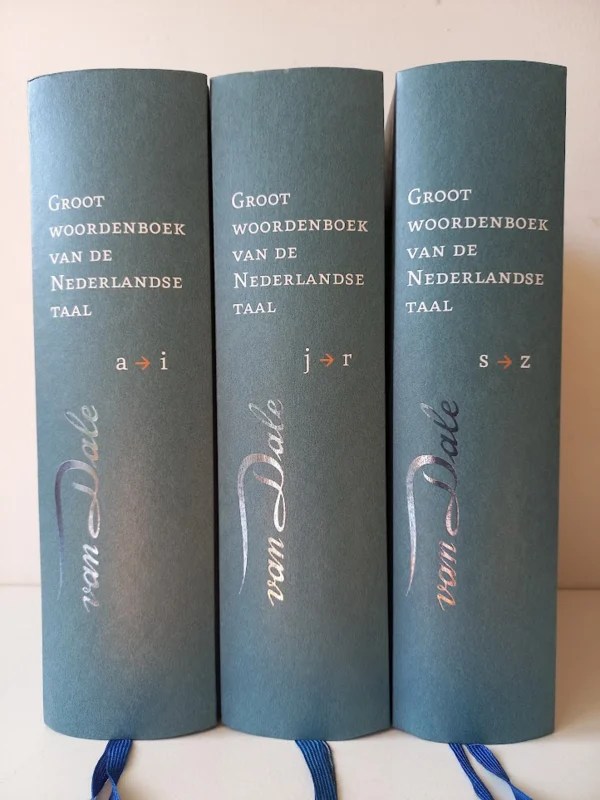 Groot
woordenboek
van de
Nederlandse
taal
a → i
van Dale
Groot
woordenboek
van de
Nederlandse
taal
j → r
van Dale
Groot
woordenboek
van de
Nederlandse
taal
s → z
van Dale